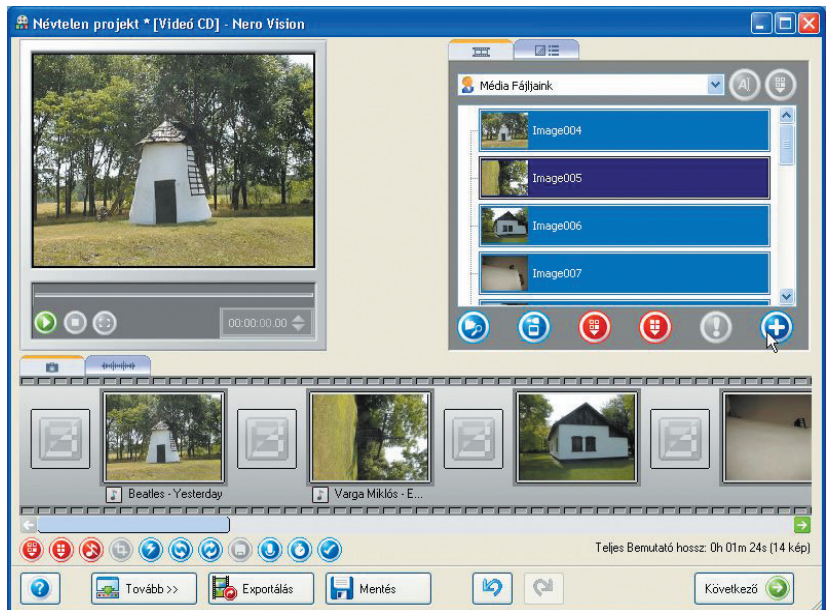 Névtelen projekt * [Videó CD] - Nero Vision
Média Fájljaink
AI
Image004
Image005
Image006
Image007
00:00:00.00
Beatles - Yesterday
Varga Miklós - E...
Teljes Bemutató hossz: 0h 01m 24s (14 kép)
Tovább >>
Exportálás
Mentés
Következő